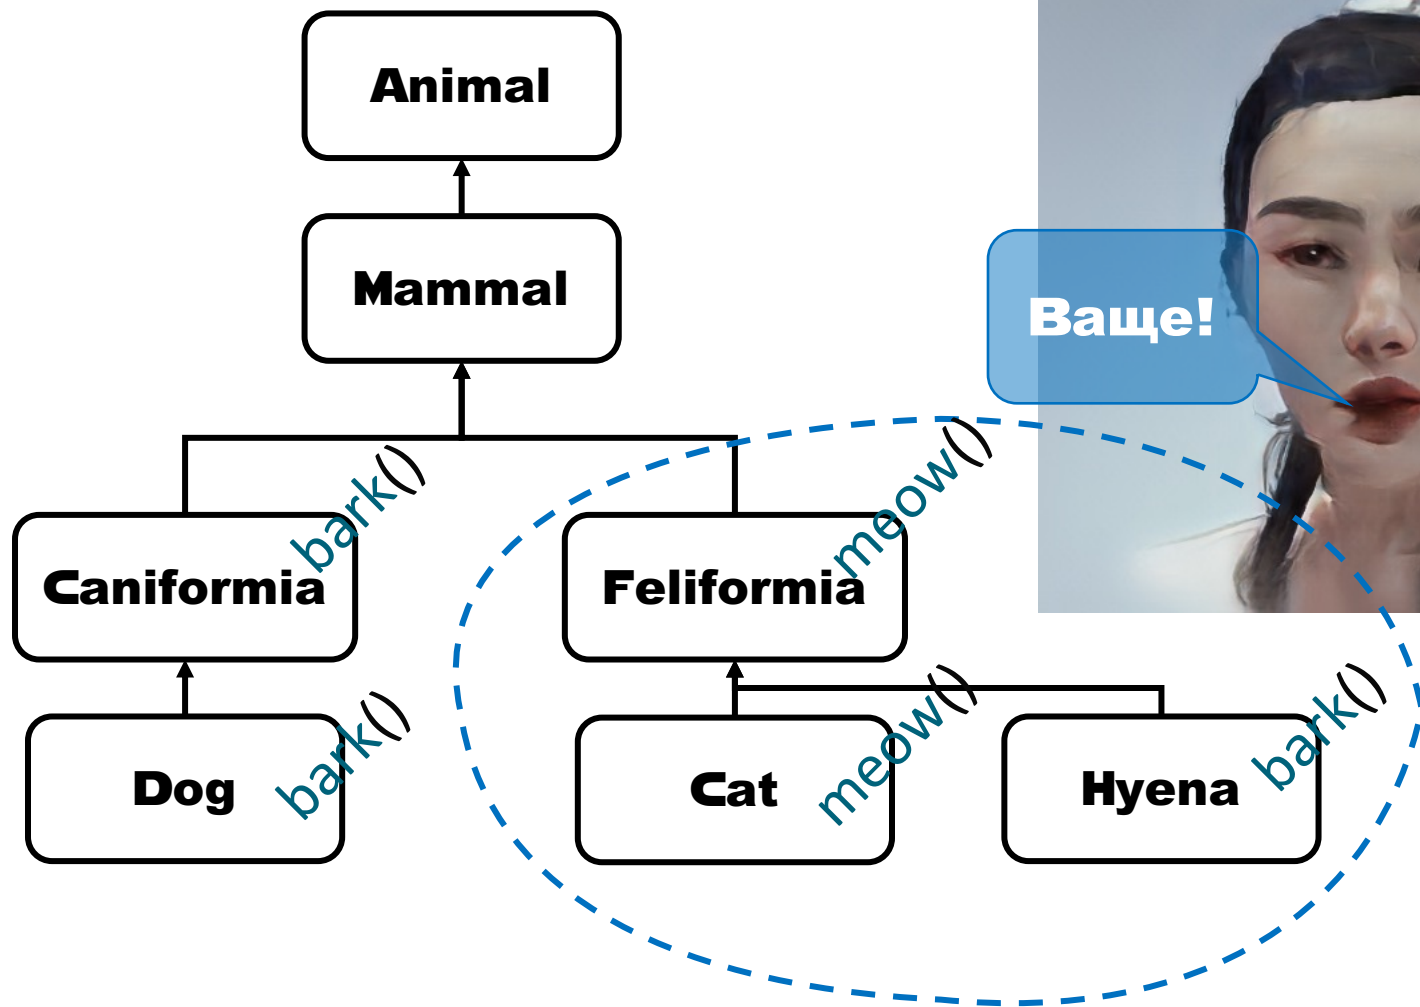 Animal
Mammal
Ваще!
bark()
meow()
Caniformia
Feliformia
bark()
meow()
bark()
Dog
Cat
Hyena